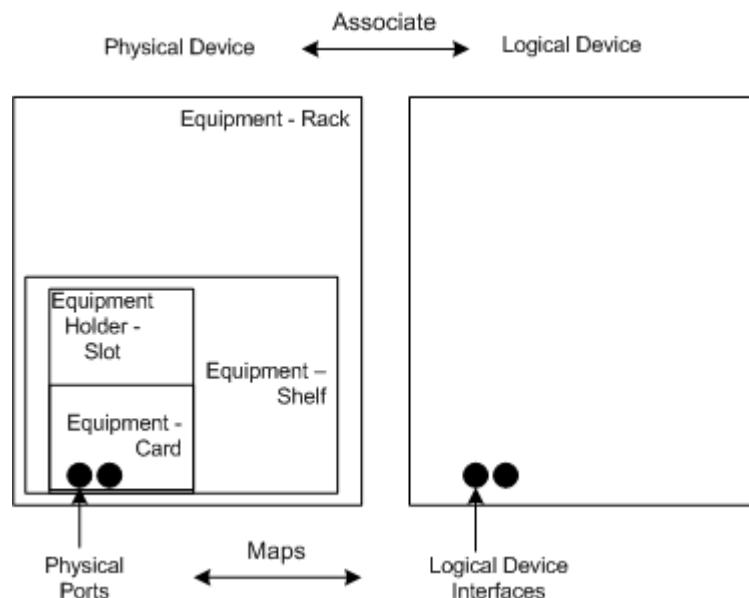 Associate
Physical Device
Logical Device
Equipment - Rack
Equipment
Holder -
Slot
Equipment –
Shelf
Equipment -
Card
Physical
Ports
Maps
Logical Device
Interfaces